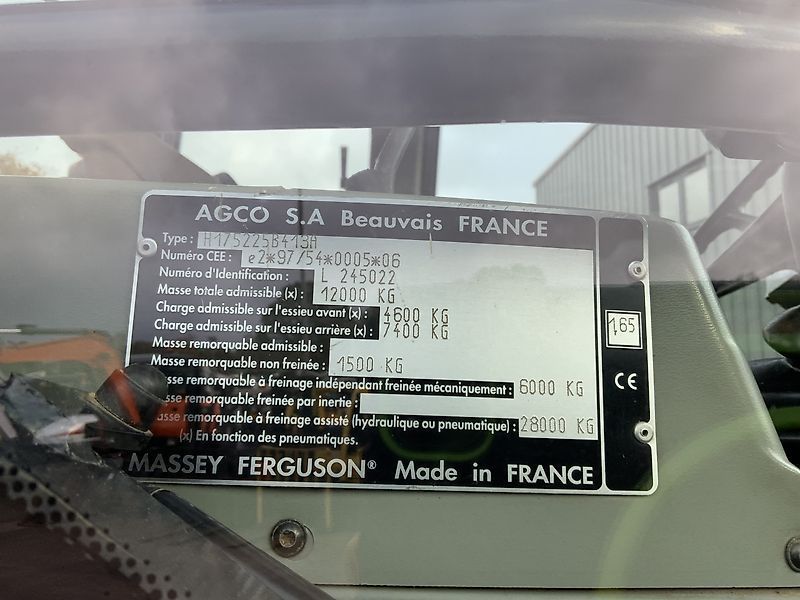 AGCO S.A Beauvais FRANCE
Type : H175225B413A
Numéro CEE : e2*97/54*0005*06
Numéro d'Identification : L 245022
Masse totale admissible (x) : 12000 KG
Charge admissible sur l'essieu avant (x) : 4600 KG
Charge admissible sur l'essieu arrière (x) : 7400 KG
Masse remorquable admissible :
Masse remorquable non freinée : 1500 KG
Masse remorquable à freinage indépendant freinée mécaniquement : 6000 KG
Masse remorquable freinée par inertie :
Masse remorquable à freinage assisté (hydraulique ou pneumatique) : 28000 KG
(x) En fonction des pneumatiques.
MASSEY FERGUSON® Made in FRANCE
1,65
CE